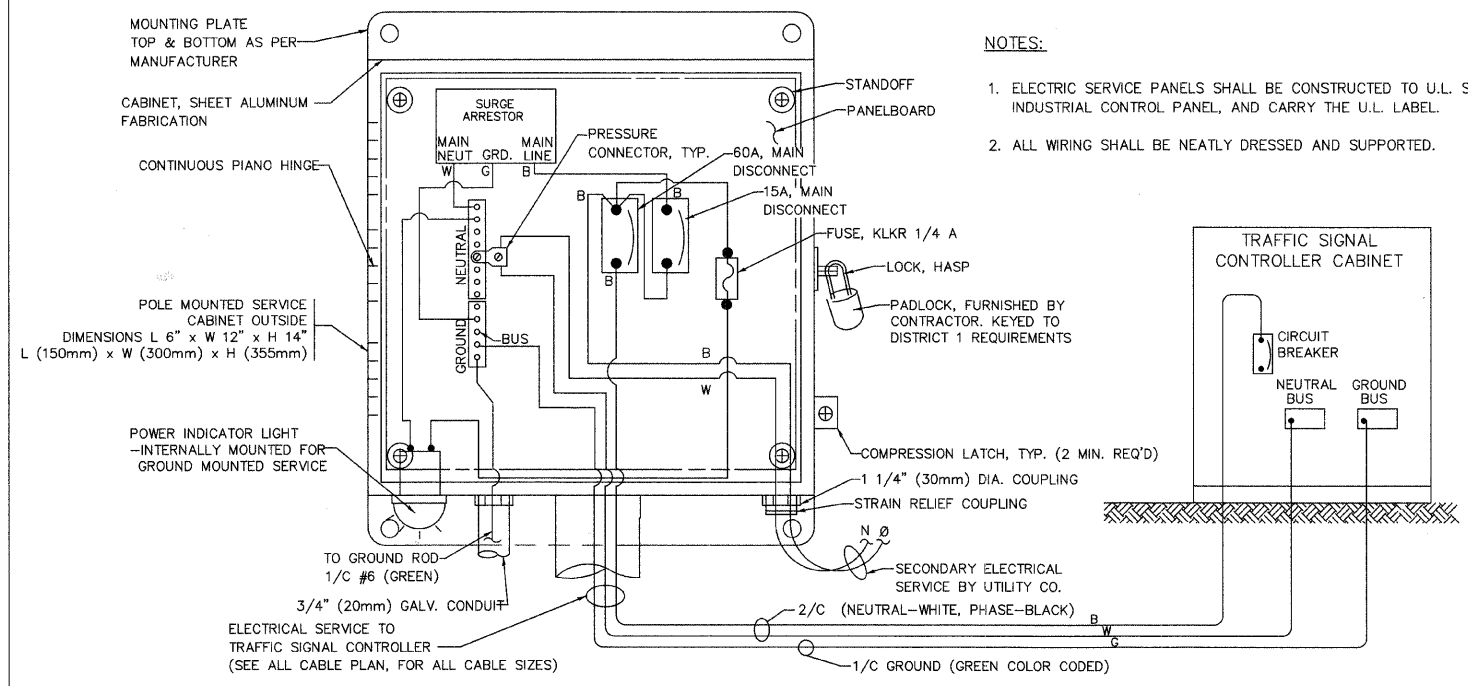 MOUNTING PLATE
TOP & BOTTOM AS PER
MANUFACTURER
CABINET, SHEET ALUMINUM
FABRICATION
CONTINUOUS PIANO HINGE
POLE MOUNTED SERVICE
CABINET OUTSIDE
DIMENSIONS L 6" x W 12" x H 14"
L (150mm) x W (300mm) x H (355mm)
POWER INDICATOR LIGHT
-INTERNALLY MOUNTED FOR
GROUND MOUNTED SERVICE
SURGE
ARRESTOR
MAIN
NEUT
GRD.
MAIN
LINE
W
G
B
PRESSURE
CONNECTOR, TYP.
NEUTRAL
GROUND
BUS
B
B
B
B
W
STANDOFF
PANELBOARD
60A, MAIN
DISCONNECT
15A, MAIN
DISCONNECT
FUSE, KLKR 1/4 A
LOCK, HASP
PADLOCK, FURNISHED BY
CONTRACTOR. KEYED TO
DISTRICT 1 REQUIREMENTS
COMPRESSION LATCH, TYP. (2 MIN. REQ'D)
1 1/4" (30mm) DIA. COUPLING
STRAIN RELIEF COUPLING
N Ø
SECONDARY ELECTRICAL
SERVICE BY UTILITY CO.
TO GROUND ROD
1/C #6 (GREEN)
3/4" (20mm) GALV. CONDUIT
ELECTRICAL SERVICE TO
TRAFFIC SIGNAL CONTROLLER
(SEE ALL CABLE PLAN, FOR ALL CABLE SIZES)
2/C (NEUTRAL-WHITE, PHASE-BLACK)
B
W
G
1/C GROUND (GREEN COLOR CODED)
NOTES:
1. ELECTRIC SERVICE PANELS SHALL BE CONSTRUCTED TO U.L. S
INDUSTRIAL CONTROL PANEL, AND CARRY THE U.L. LABEL.
2. ALL WIRING SHALL BE NEATLY DRESSED AND SUPPORTED.
TRAFFIC SIGNAL
CONTROLLER CABINET
CIRCUIT
BREAKER
NEUTRAL
BUS
GROUND
BUS